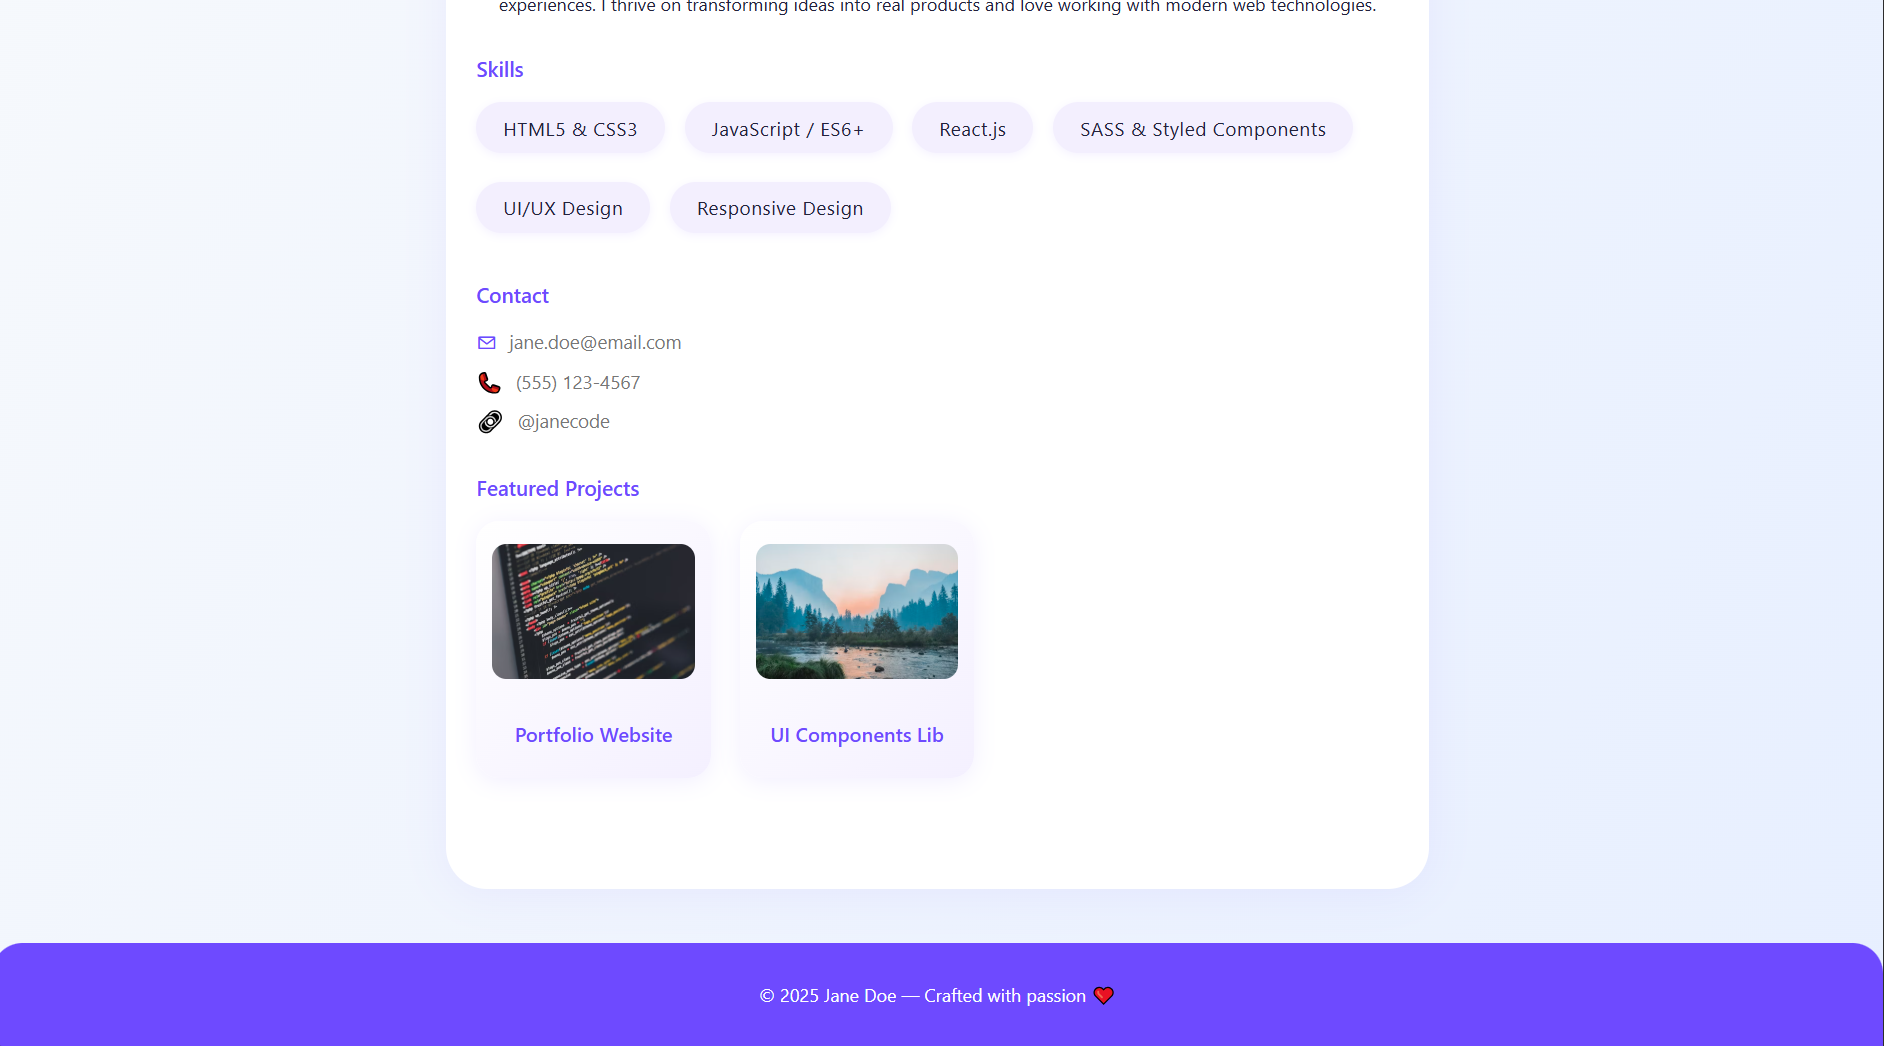 experiences. I thrive on transforming ideas into real products and love working with modern web technologies.
Skills
HTML5 & CSS3
JavaScript / ES6+
React.js
SASS & Styled Components
UI/UX Design
Responsive Design
Contact
jane.doe@email.com
(555) 123-4567
@janecode
Featured Projects
Portfolio Website
UI Components Lib
© 2025 Jane Doe — Crafted with passion ❤️